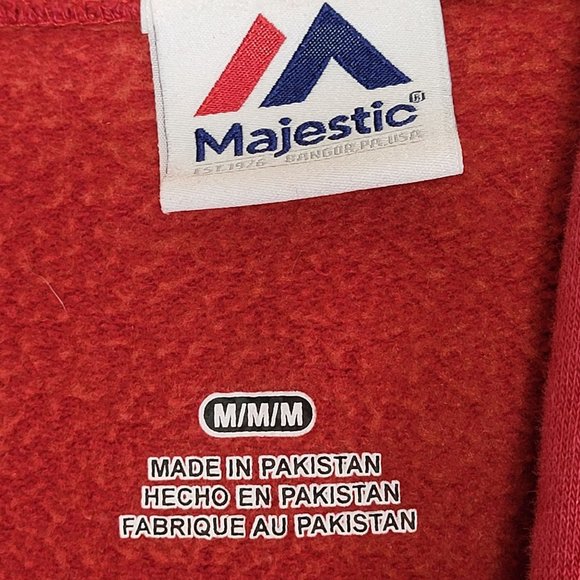 Majestic®
EST. 1976 BANGOR, PA. USA
M/M/M
MADE IN PAKISTAN
HECHO EN PAKISTAN
FABRIQUE AU PAKISTAN